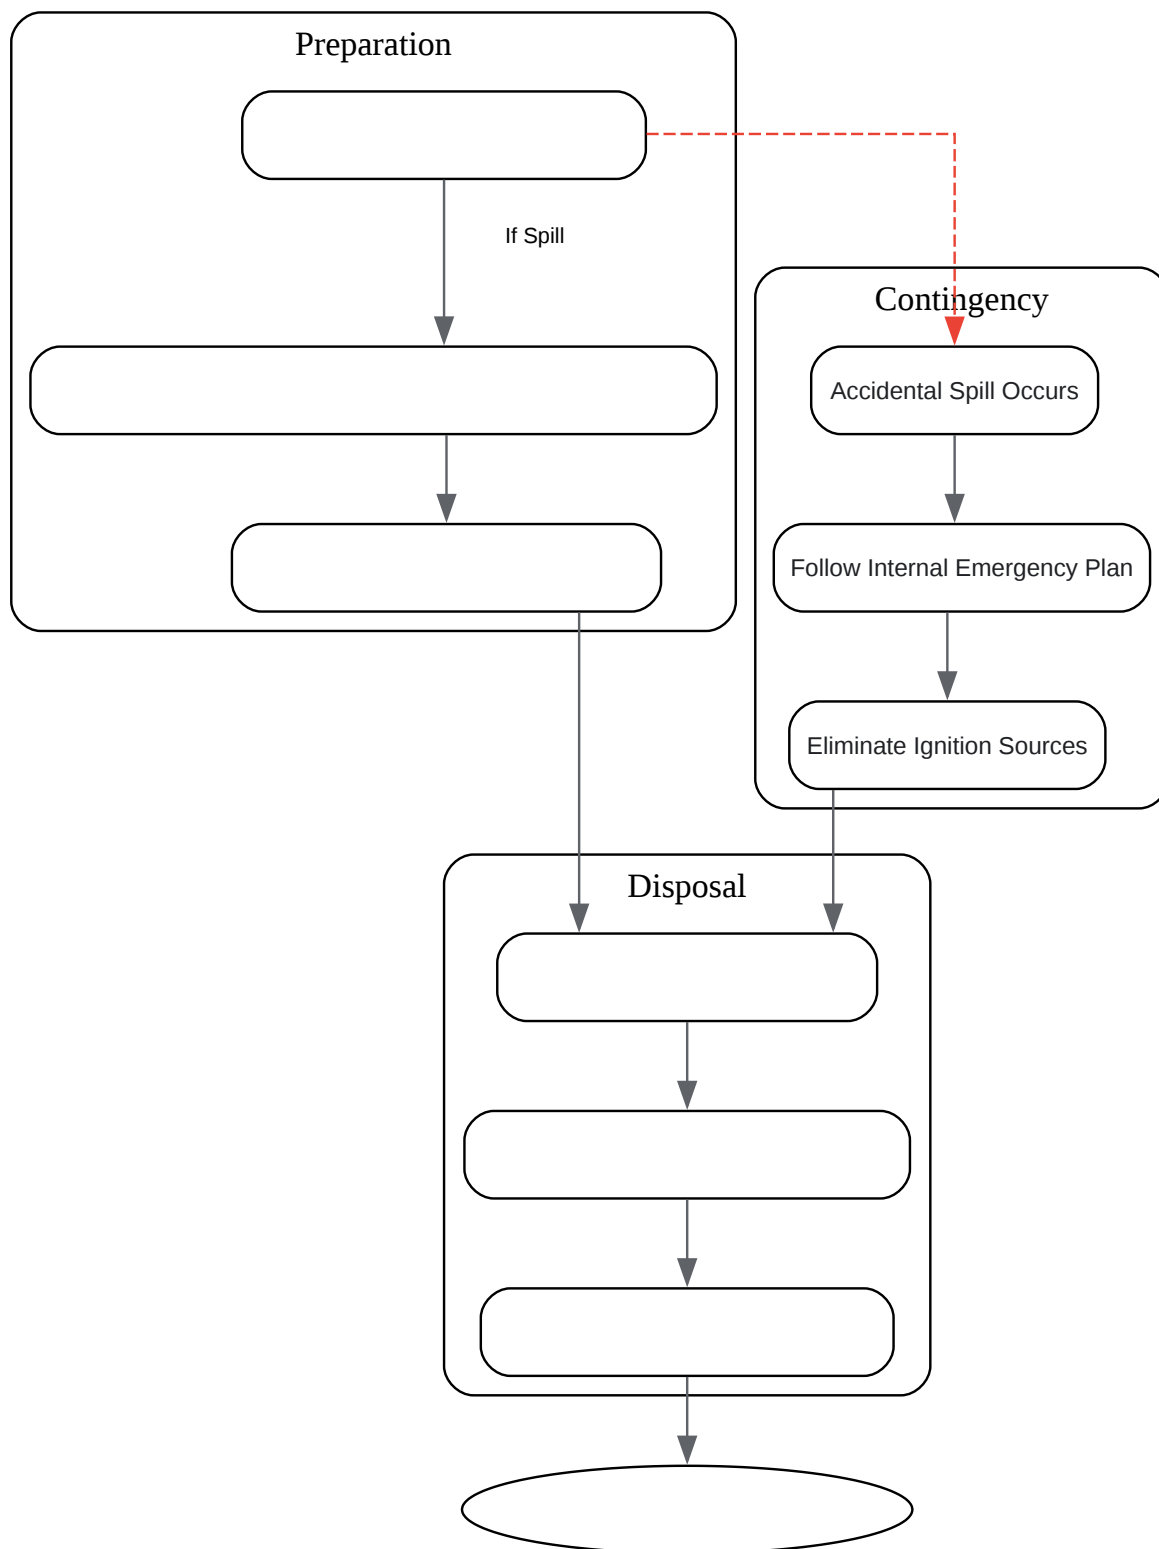 Preparation
If Spill
Contingency
Accidental Spill Occurs
Follow Internal Emergency Plan
Eliminate Ignition Sources
Disposal